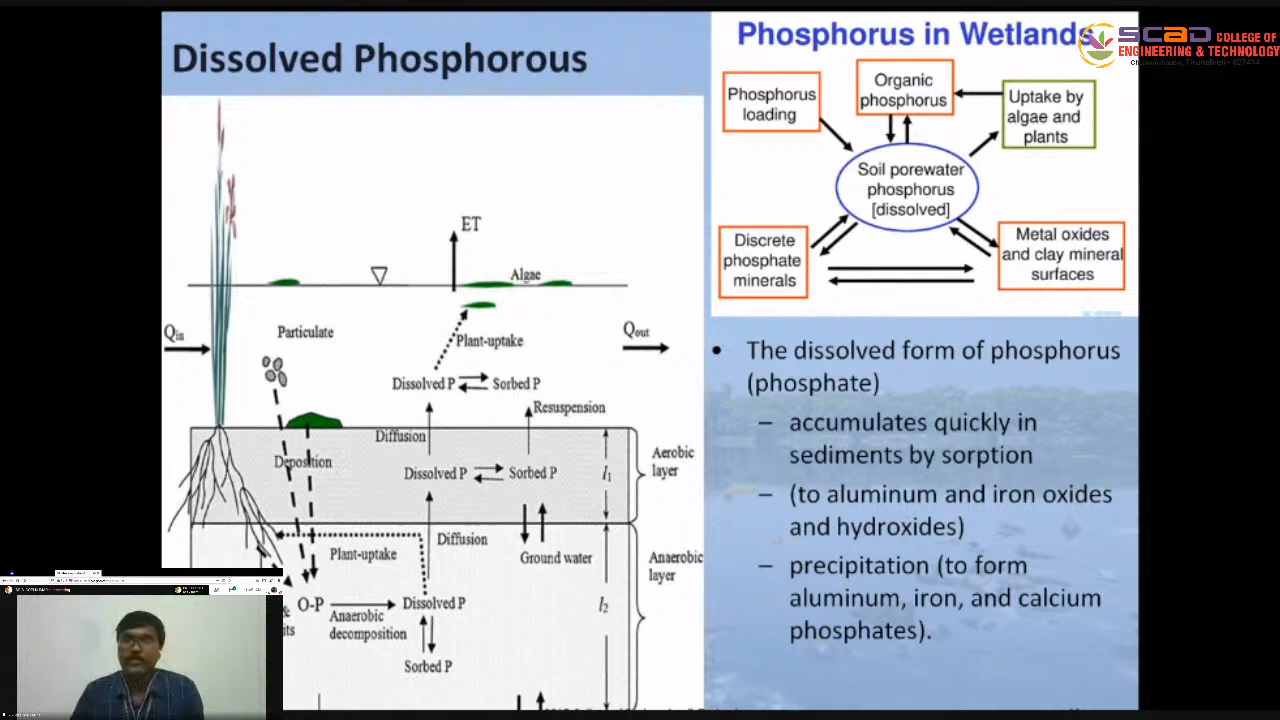 Dissolved Phosphorous
ET
Algae
Q_in
Particulate
Q_out
Plant-uptake
Dissolved P
Sorbed P
Resuspension
Diffusion
Aerobic
layer
Deposition
Dissolved P
Sorbed P
l₁
Plant-uptake
Diffusion
Ground water
Anaerobic
layer
&
O-P
Anaerobic
decomposition
Dissolved P
l₂
Sorbed P
Phosphorus in Wetlands
SCAD COLLEGE OF
ENGINEERING & TECHNOLOGY
Phosphorus
loading
Organic
phosphorus
Uptake by
algae and
plants
Soil porewater
phosphorus
[dissolved]
Discrete
phosphate
minerals
Metal oxides
and clay mineral
surfaces
• The dissolved form of phosphorus
(phosphate)
– accumulates quickly in
sediments by sorption
– (to aluminum and iron oxides
and hydroxides)
– precipitation (to form
aluminum, iron, and calcium
phosphates).